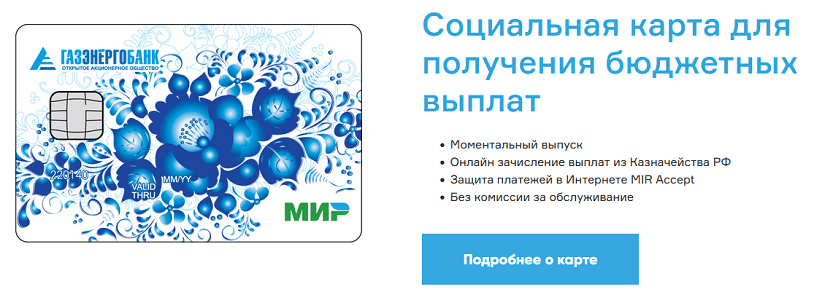 ГАЗЭНЕРГОБАНК
ОТКРЫТОЕ АКЦИОНЕРНОЕ ОБЩЕСТВО
220140
MM/YY
VALID
THRU
МИР
Социальная карта для
получения бюджетных
выплат
• Моментальный выпуск
• Онлайн зачисление выплат из Казначейства РФ
• Защита платежей в Интернете MIR Accept
• Без комиссии за обслуживание
Подробнее о карте